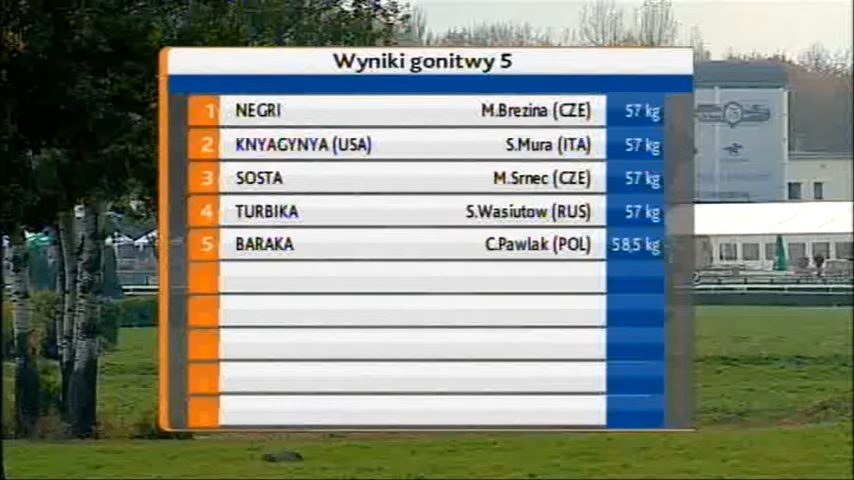 Wyniki gonitwy 5
1 NEGRI M.Brezina (CZE) 57 kg
2 KNYAGYNYA (USA) S.Mura (ITA) 57 kg
3 SOSTA M.Srnec (CZE) 57 kg
4 TURBIKA S.Wasiutow (RUS) 57 kg
5 BARAKA C.Pawlak (POL) 58,5 kg